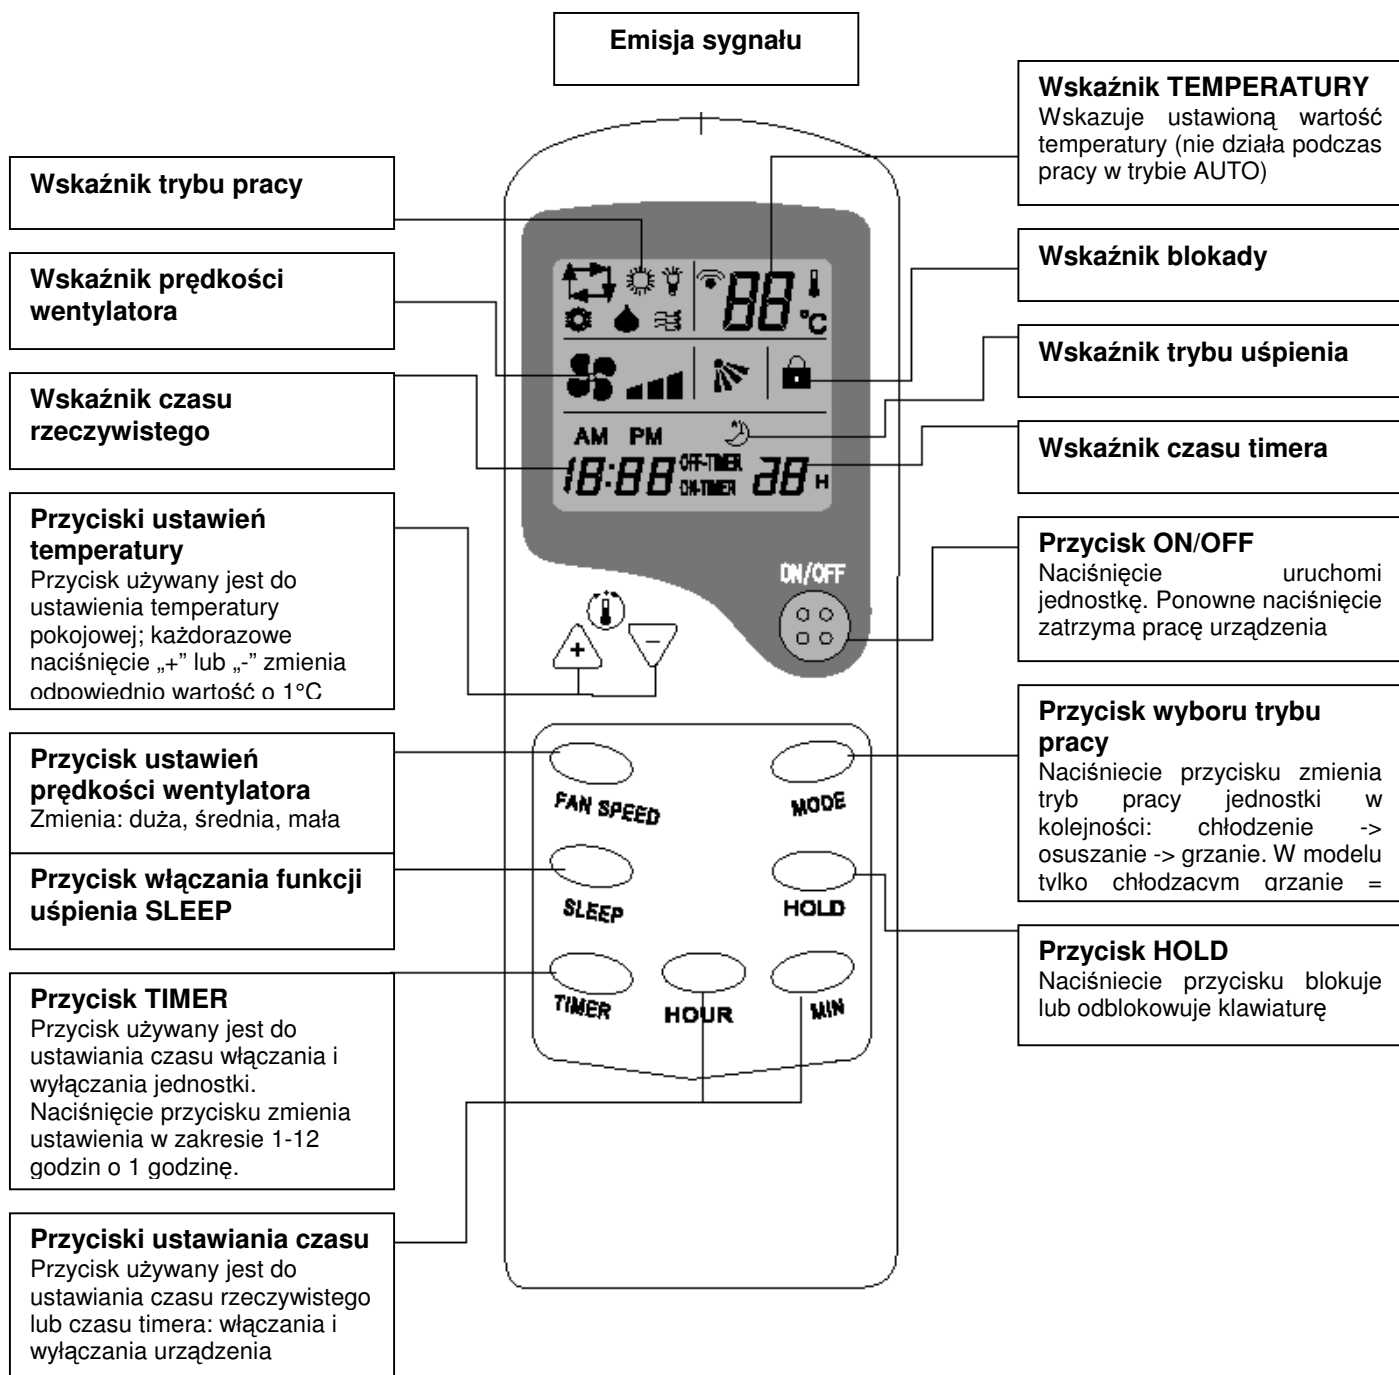 Emisja sygnału
Wskaźnik trybu pracy
Wskaźnik prędkości
wentylatora
Wskaźnik czasu
rzeczywistego
Przyciski ustawień
temperatury
Przycisk używany jest do
ustawienia temperatury
pokojowej; każdorazowe
naciśnięcie „+” lub „-” zmienia
odpowiednio wartość o 1°C
Przycisk ustawień
prędkości wentylatora
Zmienia: duża, średnia, mała
Przycisk włączania funkcji
uśpienia SLEEP
Przycisk TIMER
Przycisk używany jest do
ustawiania czasu włączania i
wyłączania jednostki.
Naciśnięcie przycisku zmienia
ustawienia w zakresie 1-12
godzin o 1 godzinę.
Przyciski ustawiania czasu
Przycisk używany jest do
ustawiania czasu rzeczywistego
lub czasu timera: włączania i
wyłączania urządzenia
88 °C
AM PM
18:88 OFF-TIMER
ON-TIMER 28 H
ON/OFF
+ −
FAN SPEED MODE
SLEEP HOLD
TIMER HOUR MIN
Wskaźnik TEMPERATURY
Wskazuje ustawioną wartość
temperatury (nie działa podczas
pracy w trybie AUTO)
Wskaźnik blokady
Wskaźnik trybu uśpienia
Wskaźnik czasu timera
Przycisk ON/OFF
Naciśnięcie uruchomi
jednostkę. Ponowne naciśnięcie
zatrzyma pracę urządzenia
Przycisk wyboru trybu
pracy
Naciśniecie przycisku zmienia
tryb pracy jednostki w
kolejności: chłodzenie ->
osuszanie -> grzanie. W modelu
tylko chłodzącym grzanie =
Przycisk HOLD
Naciśniecie przycisku blokuje
lub odblokowuje klawiaturę